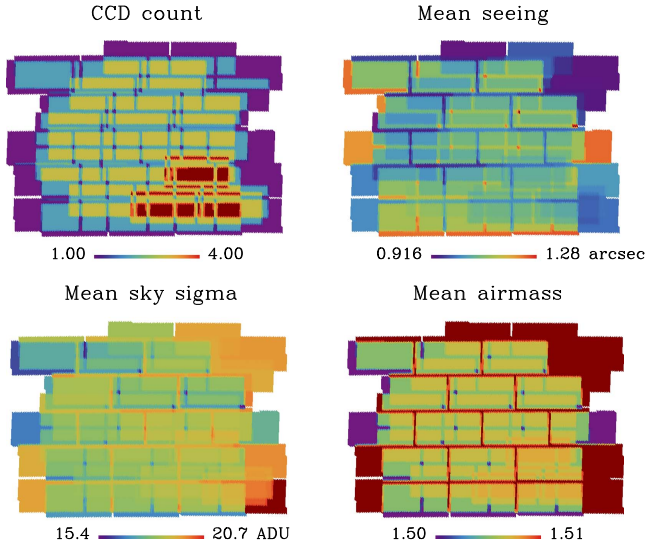 CCD count
Mean seeing
1.00 4.00
0.916 1.28 arcsec
Mean sky sigma
Mean airmass
15.4 20.7 ADU
1.50 1.51